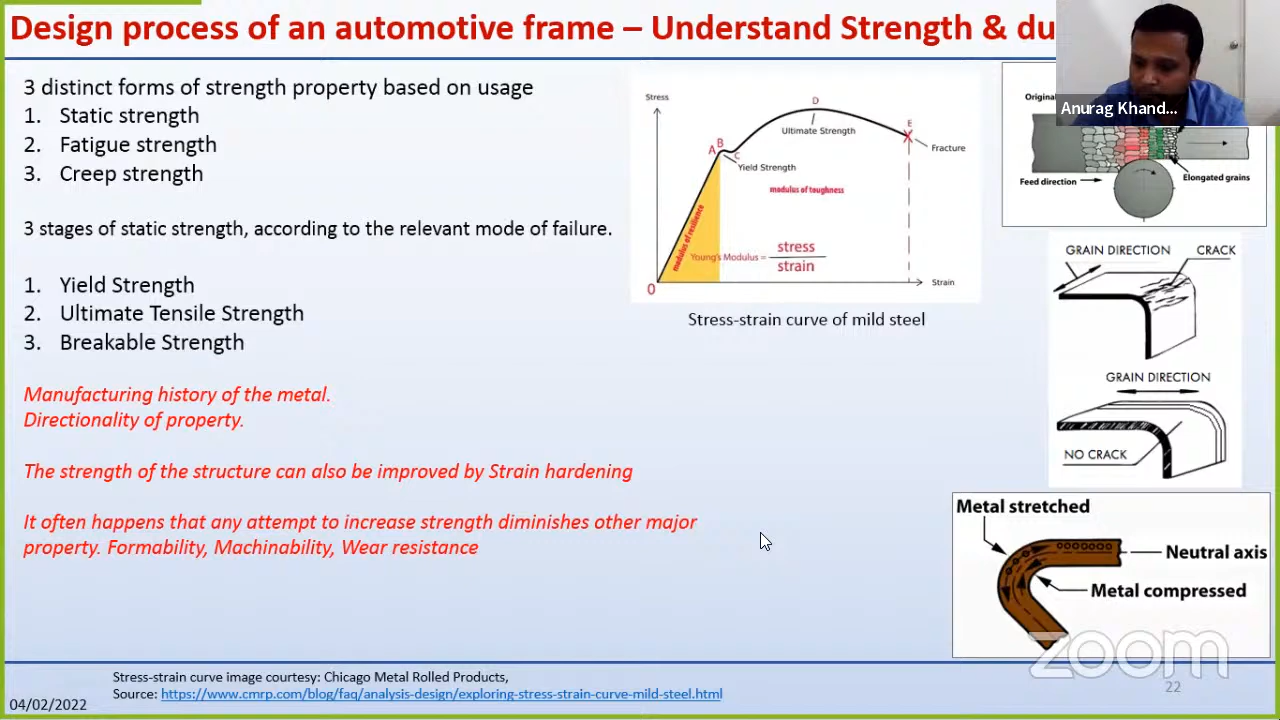 Design process of an automotive frame – Understand Strength & du
Anurag Khand...
3 distinct forms of strength property based on usage
1. Static strength
2. Fatigue strength
3. Creep strength
3 stages of static strength, according to the relevant mode of failure.
1. Yield Strength
2. Ultimate Tensile Strength
3. Breakable Strength
Manufacturing history of the metal.
Directionality of property.
The strength of the structure can also be improved by Strain hardening
It often happens that any attempt to increase strength diminishes other major
property. Formability, Machinability, Wear resistance
Stress
D
Ultimate Strength
E
Fracture
A
B
C
Yield Strength
modulus of toughness
modulus of resilience
Young's Modulus = stress
strain
O
Strain
Stress-strain curve of mild steel
Original
Feed direction
Elongated grains
GRAIN DIRECTION
CRACK
GRAIN DIRECTION
NO CRACK
Metal stretched
Neutral axis
Metal compressed
zoom
Stress-strain curve image courtesy: Chicago Metal Rolled Products,
Source: https://www.cmrp.com/blog/faq/analysis-design/exploring-stress-strain-curve-mild-steel.html
04/02/2022
22